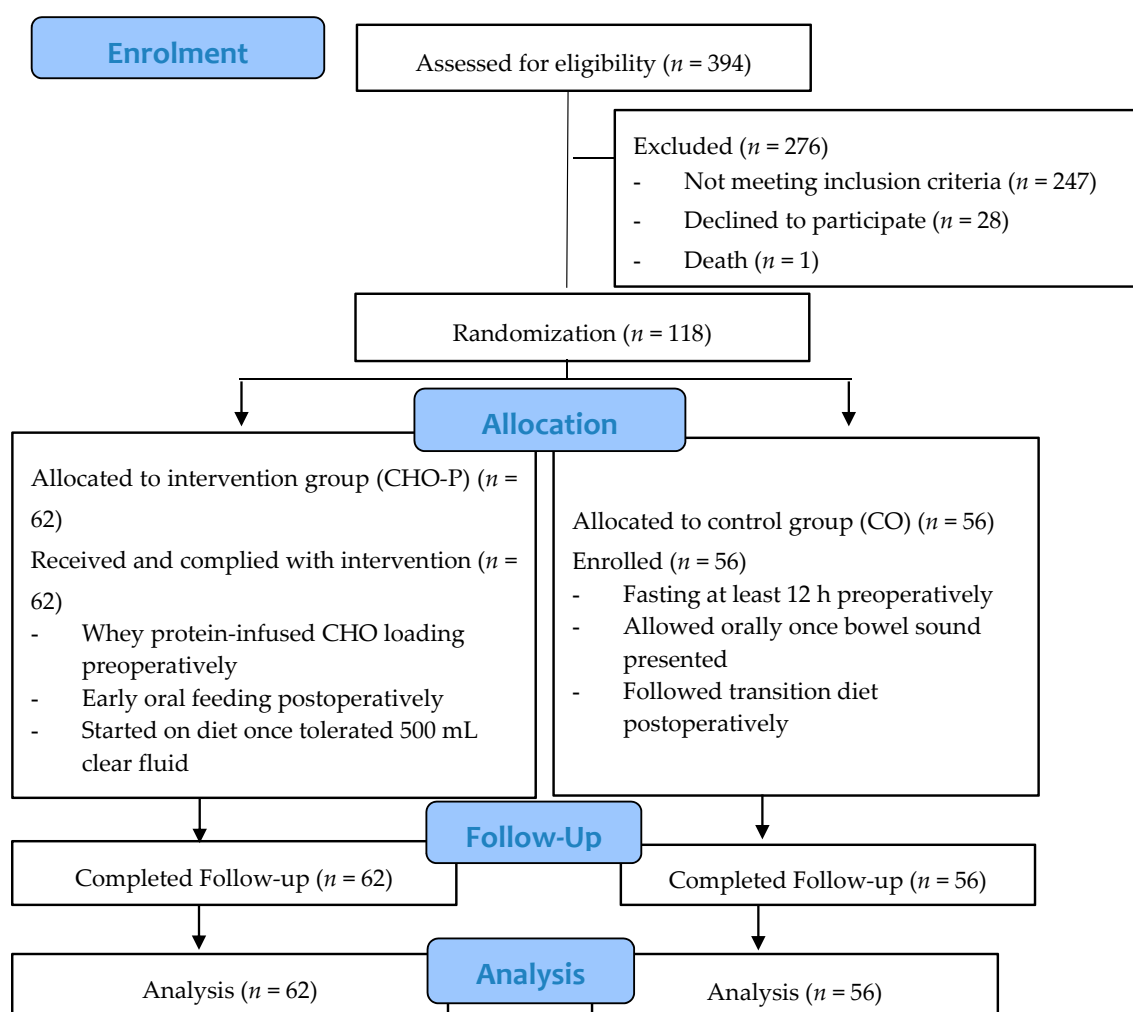 Enrolment
Assessed for eligibility (n = 394)
Excluded (n = 276)
- Not meeting inclusion criteria (n = 247)
- Declined to participate (n = 28)
- Death (n = 1)
Randomization (n = 118)
Allocation
Allocated to intervention group (CHO-P) (n =
62)
Received and complied with intervention (n =
62)
- Whey protein-infused CHO loading
preoperatively
- Early oral feeding postoperatively
- Started on diet once tolerated 500 mL
clear fluid
Allocated to control group (CO) (n = 56)
Enrolled (n = 56)
- Fasting at least 12 h preoperatively
- Allowed orally once bowel sound
presented
- Followed transition diet
postoperatively
Follow-Up
Completed Follow-up (n = 62)
Completed Follow-up (n = 56)
Analysis
Analysis (n = 62)
Analysis (n = 56)